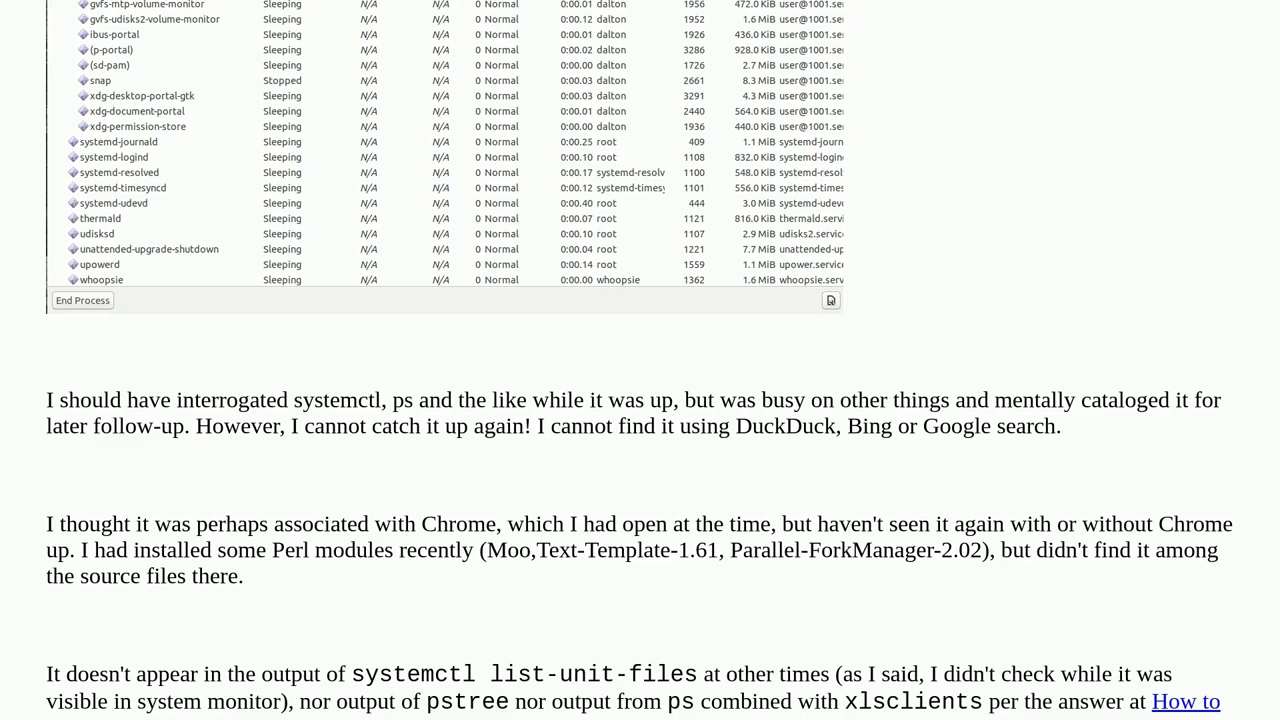 gvfs-mtp-volume-monitor Sleeping N/A N/A 0 Normal 0:00.01 dalton 1956 472.0 KiB user@1001.se
gvfs-udisks2-volume-monitor Sleeping N/A N/A 0 Normal 0:00.12 dalton 1952 1.6 MiB user@1001.se
ibus-portal Sleeping N/A N/A 0 Normal 0:00.01 dalton 1926 436.0 KiB user@1001.se
(p-portal) Sleeping N/A N/A 0 Normal 0:00.02 dalton 3286 928.0 KiB user@1001.se
(sd-pam) Sleeping N/A N/A 0 Normal 0:00.00 dalton 1726 2.7 MiB user@1001.se
snap Stopped N/A N/A 0 Normal 0:00.03 dalton 2661 8.3 MiB user@1001.se
xdg-desktop-portal-gtk Sleeping N/A N/A 0 Normal 0:00.03 dalton 3291 4.3 MiB user@1001.se
xdg-document-portal Sleeping N/A N/A 0 Normal 0:00.01 dalton 2440 564.0 KiB user@1001.se
xdg-permission-store Sleeping N/A N/A 0 Normal 0:00.00 dalton 1936 440.0 KiB user@1001.se
systemd-journald Sleeping N/A N/A 0 Normal 0:00.25 root 409 1.1 MiB systemd-journ
systemd-logind Sleeping N/A N/A 0 Normal 0:00.10 root 1108 832.0 KiB systemd-login
systemd-resolved Sleeping N/A N/A 0 Normal 0:00.17 systemd-resolv 1100 548.0 KiB systemd-resol
systemd-timesyncd Sleeping N/A N/A 0 Normal 0:00.12 systemd-times 1101 556.0 KiB systemd-times
systemd-udevd Sleeping N/A N/A 0 Normal 0:00.40 root 444 3.0 MiB systemd-udev
thermald Sleeping N/A N/A 0 Normal 0:00.07 root 1121 816.0 KiB thermald.servi
udisksd Sleeping N/A N/A 0 Normal 0:00.10 root 1107 2.9 MiB udisks2.servic
unattended-upgrade-shutdown Sleeping N/A N/A 0 Normal 0:00.04 root 1221 7.7 MiB unattended-up
upowerd Sleeping N/A N/A 0 Normal 0:00.14 root 1559 1.1 MiB upower.servic
whoopsie Sleeping N/A N/A 0 Normal 0:00.00 whoopsie 1362 1.6 MiB whoopsie.serv
End Process
I should have interrogated systemctl, ps and the like while it was up, but was busy on other things and mentally cataloged it for
later follow-up. However, I cannot catch it up again! I cannot find it using DuckDuck, Bing or Google search.
I thought it was perhaps associated with Chrome, which I had open at the time, but haven't seen it again with or without Chrome
up. I had installed some Perl modules recently (Moo,Text-Template-1.61, Parallel-ForkManager-2.02), but didn't find it among
the source files there.
It doesn't appear in the output of systemctl list-unit-files at other times (as I said, I didn't check while it was
visible in system monitor), nor output of pstree nor output from ps combined with xlsclients per the answer at How to